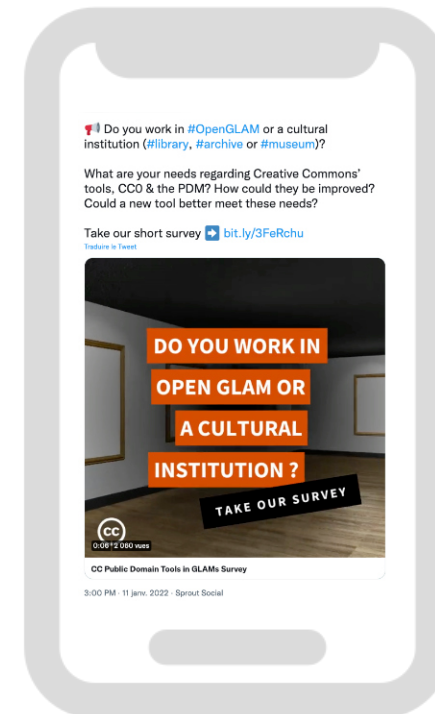 📢 Do you work in #OpenGLAM or a cultural
institution (#library, #archive or #museum)?
What are your needs regarding Creative Commons'
tools, CC0 & the PDM? How could they be improved?
Could a new tool better meet these needs?
Take our short survey ➡️ bit.ly/3FeRchu
Traduire le Tweet
DO YOU WORK IN
OPEN GLAM OR
A CULTURAL
INSTITUTION ?
TAKE OUR SURVEY
cc
0:06 2 060 vues
CC Public Domain Tools in GLAMs Survey
3:00 PM · 11 janv. 2022 · Sprout Social